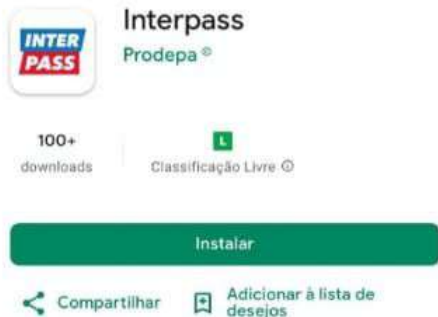 INTER
PASS
Interpass
Prodepa ©
100+
downloads
L
Classificação Livre
Instalar
Compartilhar
Adicionar à lista de
desejos